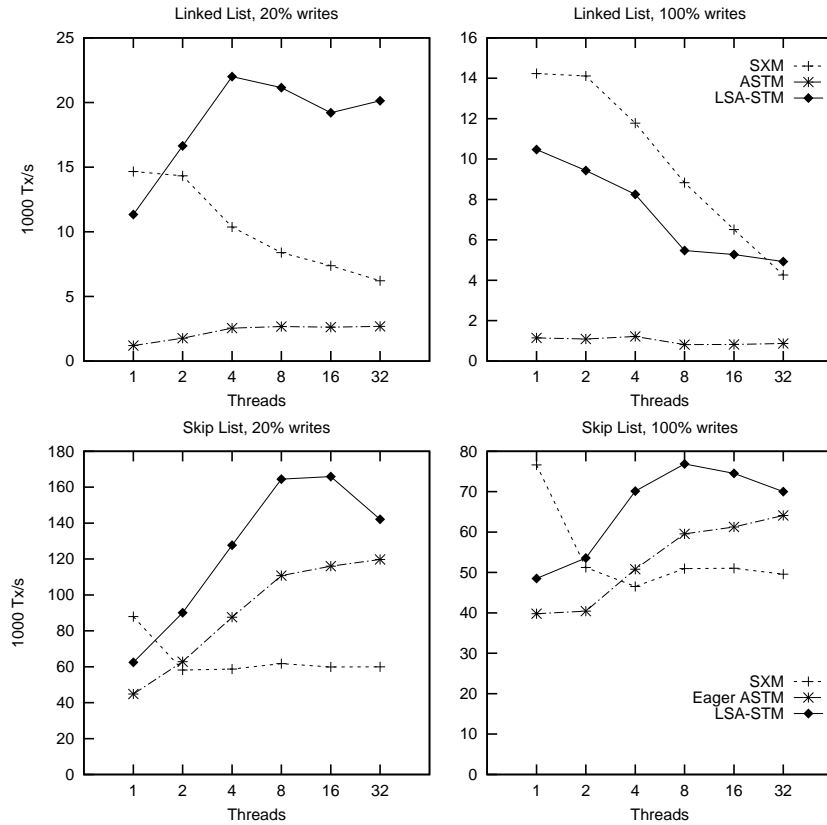 Linked List, 20% writes
25
20
15
10
5
0
1000 Tx/s
1 2 4 8 16 32
Threads
Linked List, 100% writes
16
14
12
10
8
6
4
2
0
SXM
ASTM
LSA-STM
1 2 4 8 16 32
Threads
Skip List, 20% writes
180
160
140
120
100
80
60
40
20
0
1000 Tx/s
1 2 4 8 16 32
Threads
Skip List, 100% writes
80
70
60
50
40
30
20
10
0
SXM
Eager ASTM
LSA-STM
1 2 4 8 16 32
Threads